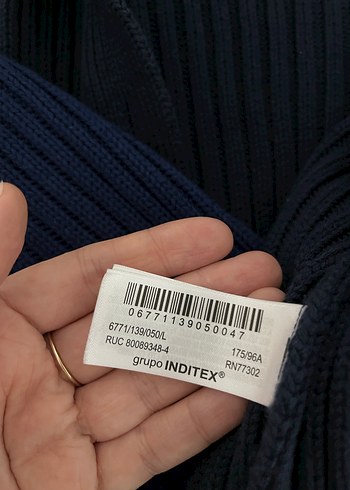 06771139050047
6771/139/050/L
RUC 80089348-4
175/96A
grupo INDITEX®
RN77302